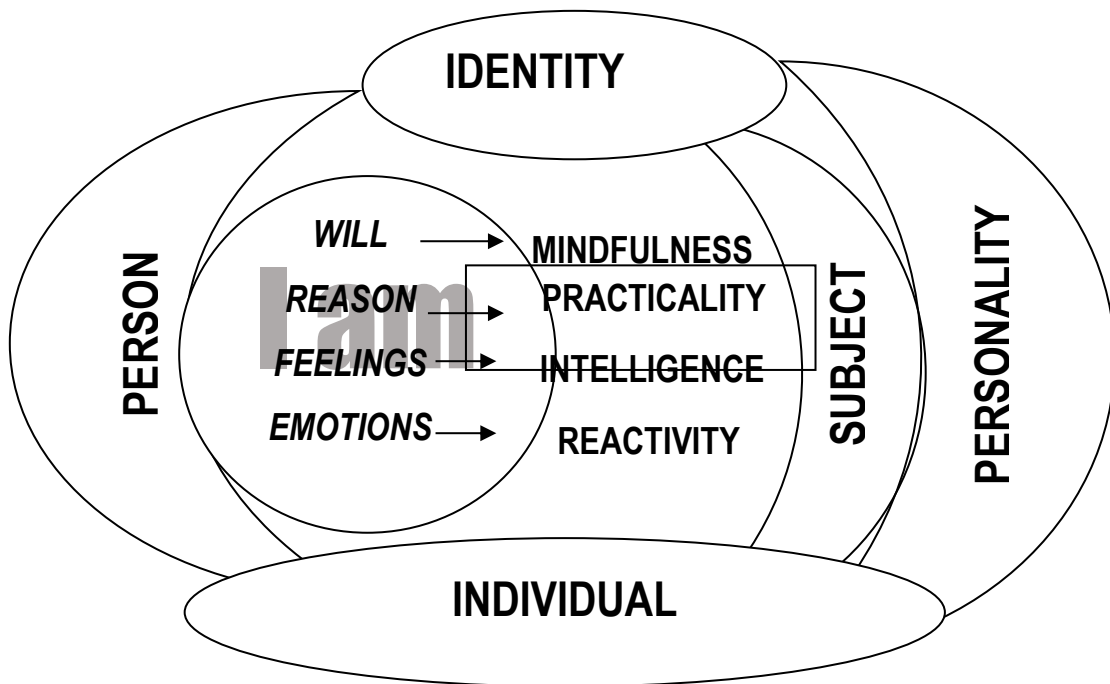 IDENTITY
PERSON
I am
WILL
REASON
FEELINGS
EMOTIONS
MINDFULNESS
PRACTICALITY
INTELLIGENCE
REACTIVITY
SUBJECT
PERSONALITY
INDIVIDUAL